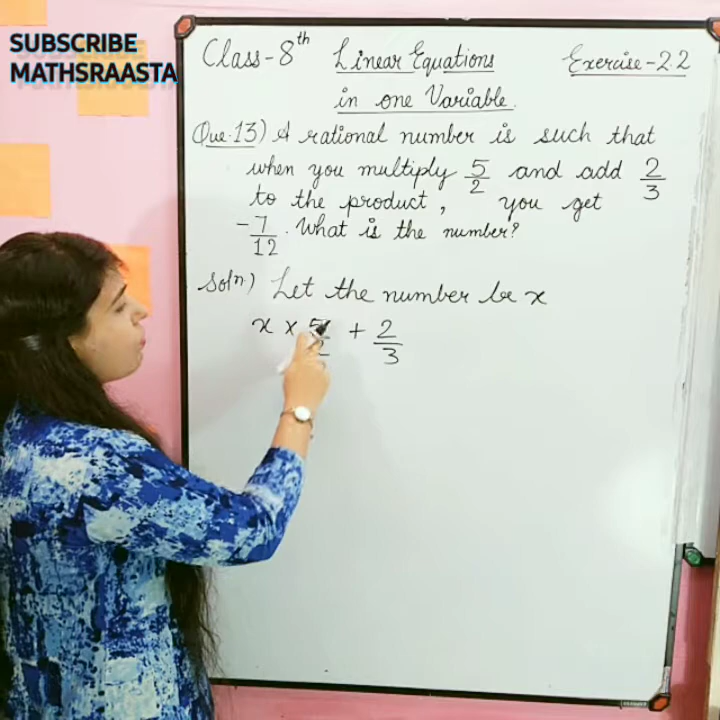 SUBSCRIBE
MATHSRAASTA
Class-8th Linear Equations Exercise-2.2
in one Variable.
Que.13) A rational number is such that
when you multiply 5/2 and add 2/3
to the product, you get
-7/12. What is the number?
Soln) Let the number be x
x × 5/2 + 2/3